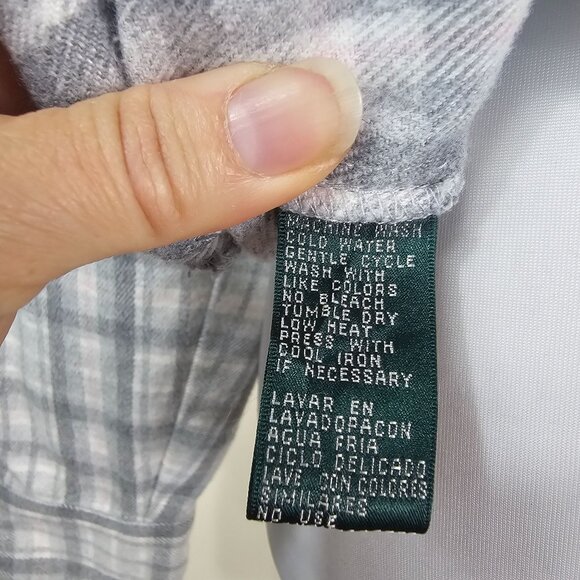 MACHINE WASH
COLD WATER
GENTLE CYCLE
WASH WITH
LIKE COLORS
NO BLEACH
TUMBLE DRY
LOW HEAT
PRESS WITH
COOL IRON
IF NECESSARY
LAVAR EN
LAVADOPACON
AGUA FRIA
CICLO DELICADO
LAVE CON COLORES
SIMILARES
NO USE